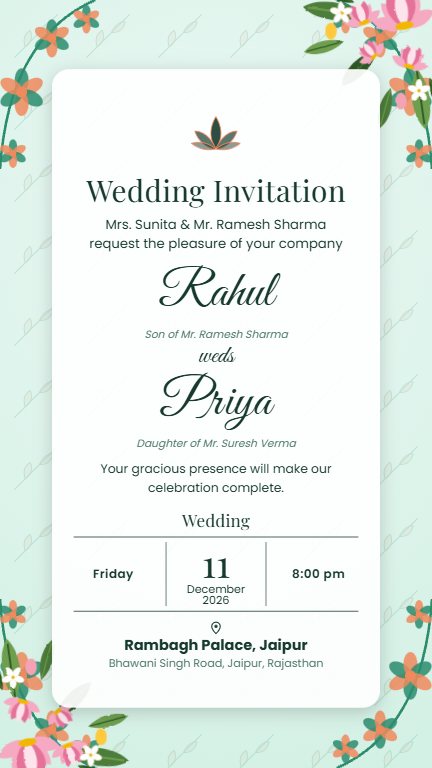 Wedding Invitation
Mrs. Sunita & Mr. Ramesh Sharma
request the pleasure of your company
Rahul
Son of Mr. Ramesh Sharma
weds
Priya
Daughter of Mr. Suresh Verma
Your gracious presence will make our
celebration complete.
Wedding
Friday
11
December
2026
8:00 pm
Rambagh Palace, Jaipur
Bhawani Singh Road, Jaipur, Rajasthan